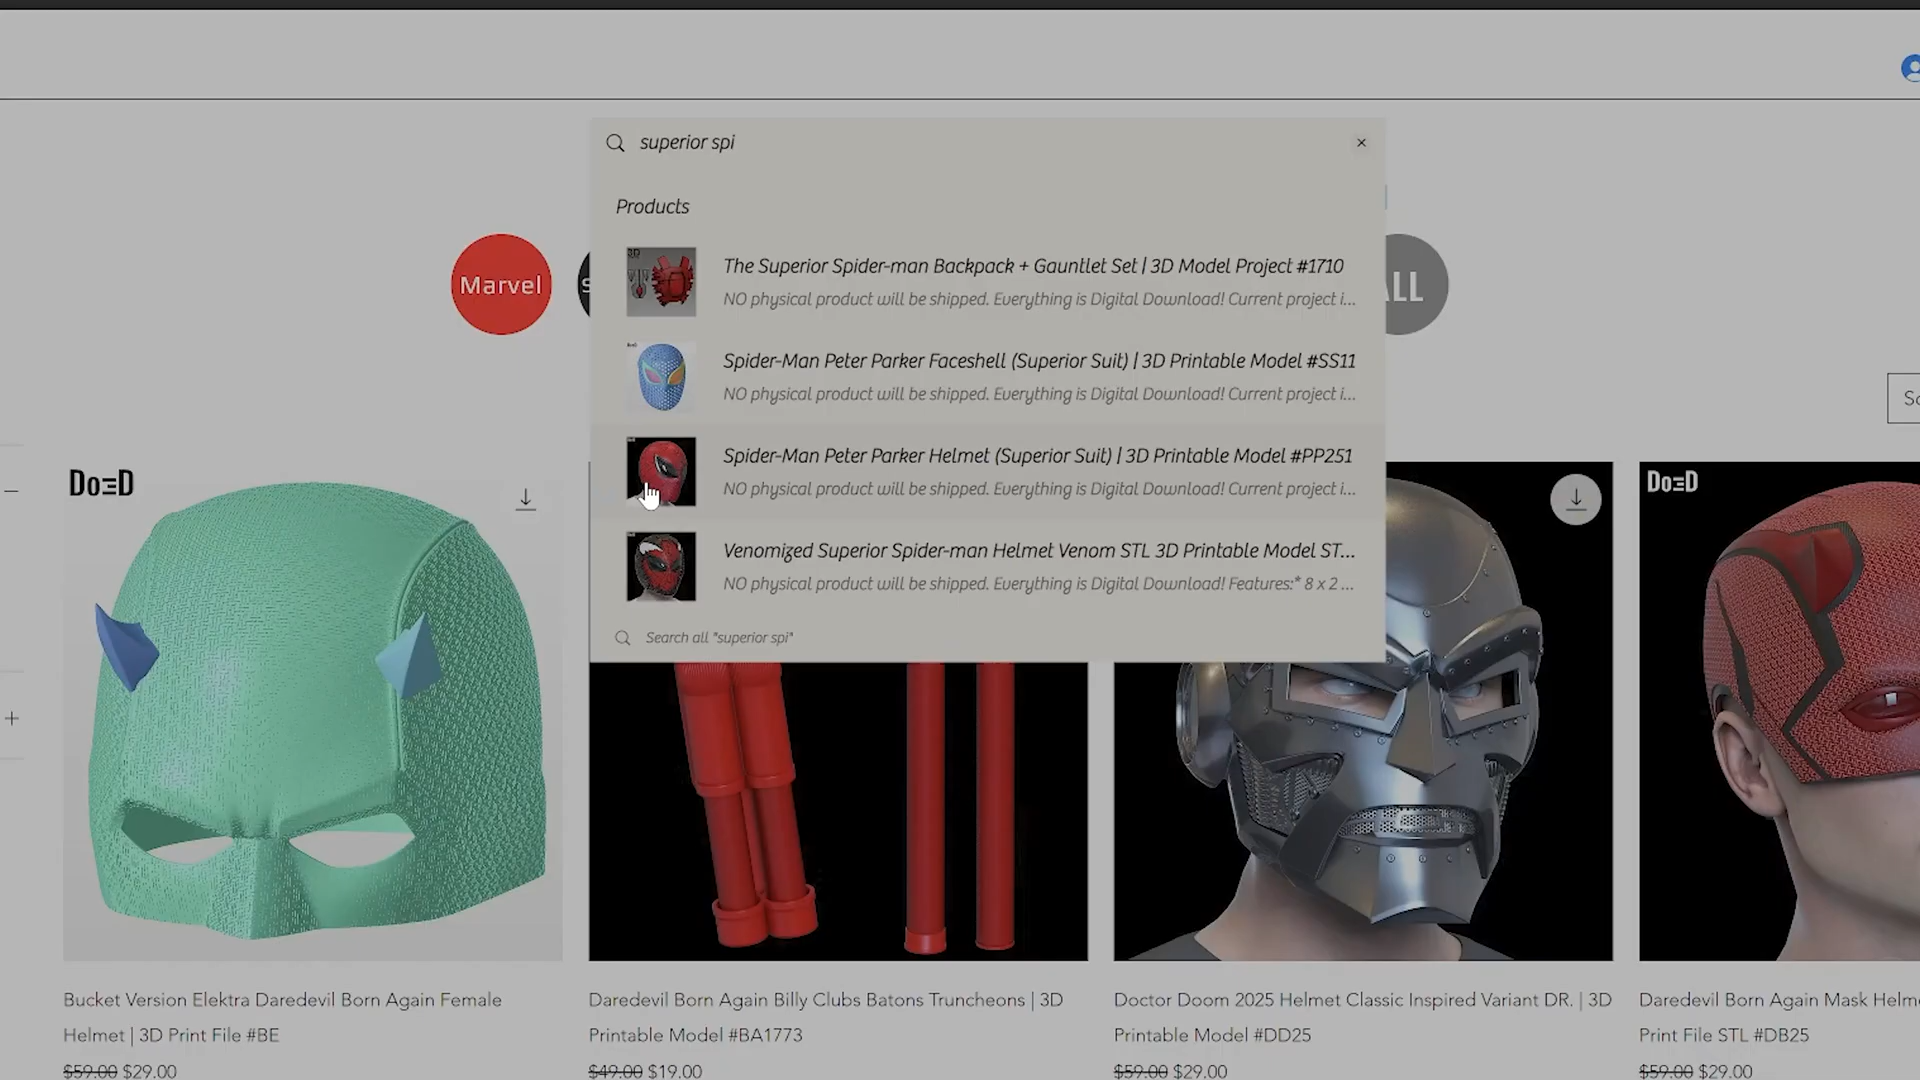 superior spi
Products
The Superior Spider-man Backpack + Gauntlet Set | 3D Model Project #1710
NO physical product will be shipped. Everything is Digital Download! Current project i...
Spider-Man Peter Parker Faceshell (Superior Suit) | 3D Printable Model #SS11
NO physical product will be shipped. Everything is Digital Download! Current project i...
Spider-Man Peter Parker Helmet (Superior Suit) | 3D Printable Model #PP251
NO physical product will be shipped. Everything is Digital Download! Current project i...
Venomized Superior Spider-man Helmet Venom STL 3D Printable Model ST...
NO physical product will be shipped. Everything is Digital Download! Features:* 8 x 2 ...
Search all "superior spi"
Marvel
S
LL
So
3D
Do3D
Do3D
Bucket Version Elektra Daredevil Born Again Female
Helmet | 3D Print File #BE
$59.00 $29.00
Daredevil Born Again Billy Clubs Batons Truncheons | 3D
Printable Model #BA1773
$49.00 $19.00
Doctor Doom 2025 Helmet Classic Inspired Variant DR. | 3D
Printable Model #DD25
$59.00 $29.00
Daredevil Born Again Mask Helm
Print File STL #DB25
$59.00 $29.00